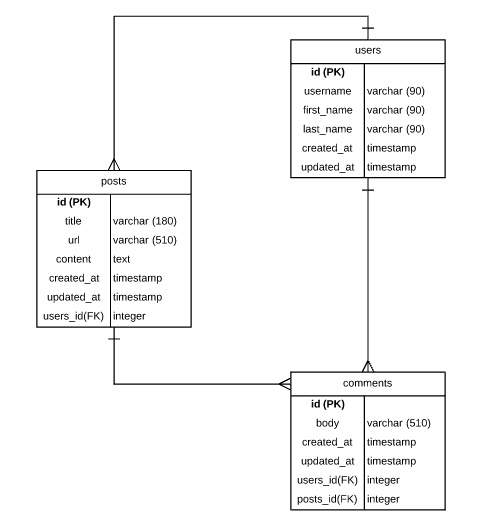 users
id (PK)
username varchar (90)
first_name varchar (90)
last_name varchar (90)
created_at timestamp
updated_at timestamp
posts
id (PK)
title varchar (180)
url varchar (510)
content text
created_at timestamp
updated_at timestamp
users_id(FK) integer
comments
id (PK)
body varchar (510)
created_at timestamp
updated_at timestamp
users_id(FK) integer
posts_id(FK) integer